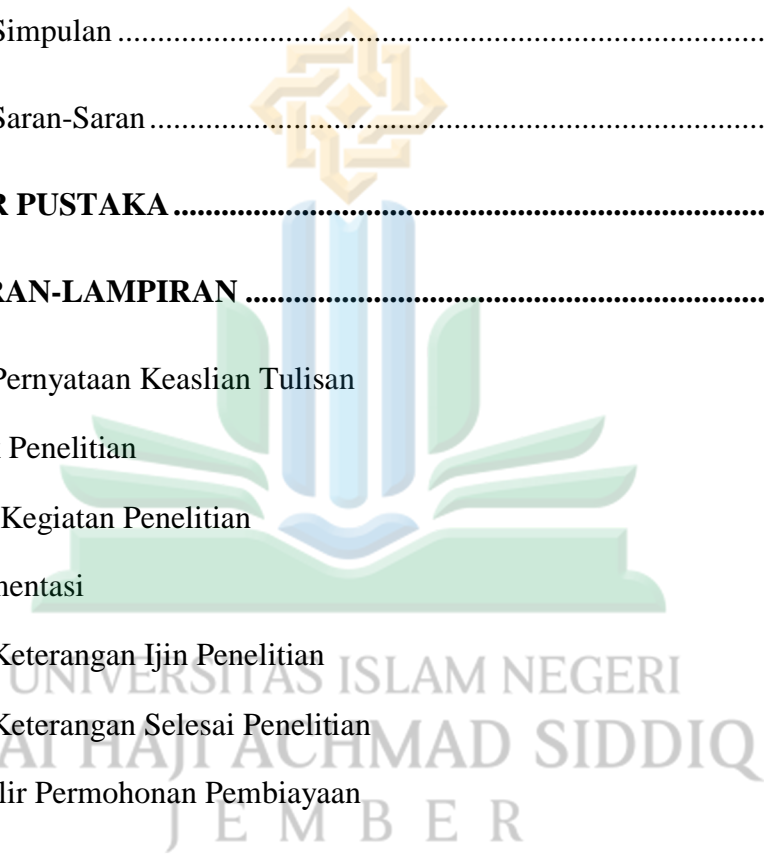 Simpulan ................................................................................
Saran-Saran ............................................................................
R PUSTAKA .........................................................................
RAN-LAMPIRAN ................................................................
Pernyataan Keaslian Tulisan
Penelitian
Kegiatan Penelitian
nentasi
Keterangan Ijin Penelitian
UNIVERSITAS ISLAM NEGERI
Keterangan Selesai Penelitian
AI HAJI ACHMAD SIDDIQ
lir Permohonan Pembiayaan
J E M B E R